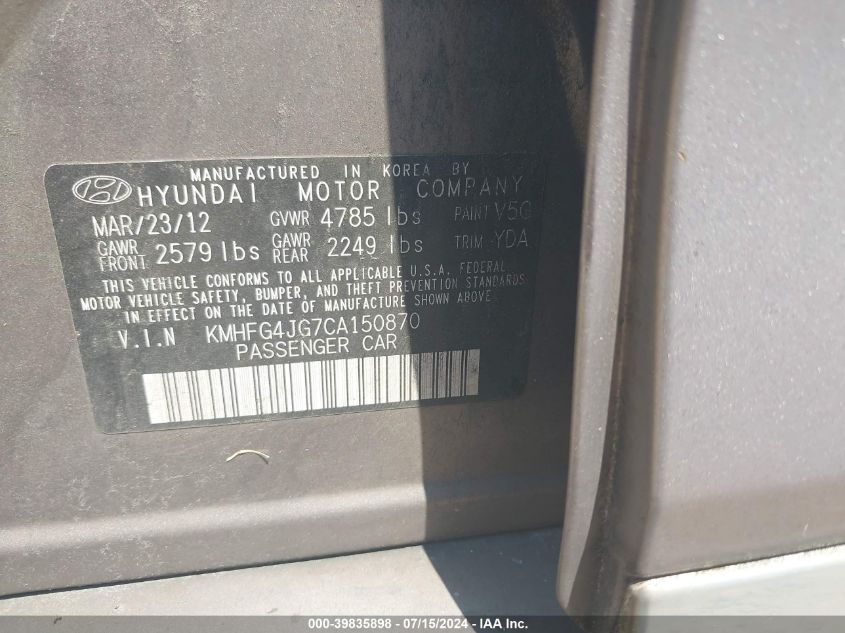 MANUFACTURED IN KOREA BY
HYUNDAI MOTOR COMPANY
MAR/23/12 GVWR 4785 lbs PAINT V5G
GAWR FRONT 2579 lbs GAWR REAR 2249 lbs TRIM YDA
THIS VEHICLE CONFORMS TO ALL APPLICABLE U.S.A. FEDERAL
MOTOR VEHICLE SAFETY, BUMPER, AND THEFT PREVENTION STANDARDS
IN EFFECT ON THE DATE OF MANUFACTURE SHOWN ABOVE
V.I.N KMHFG4JG7CA150870
PASSENGER CAR
000-39835898 - 07/15/2024 - IAA Inc.